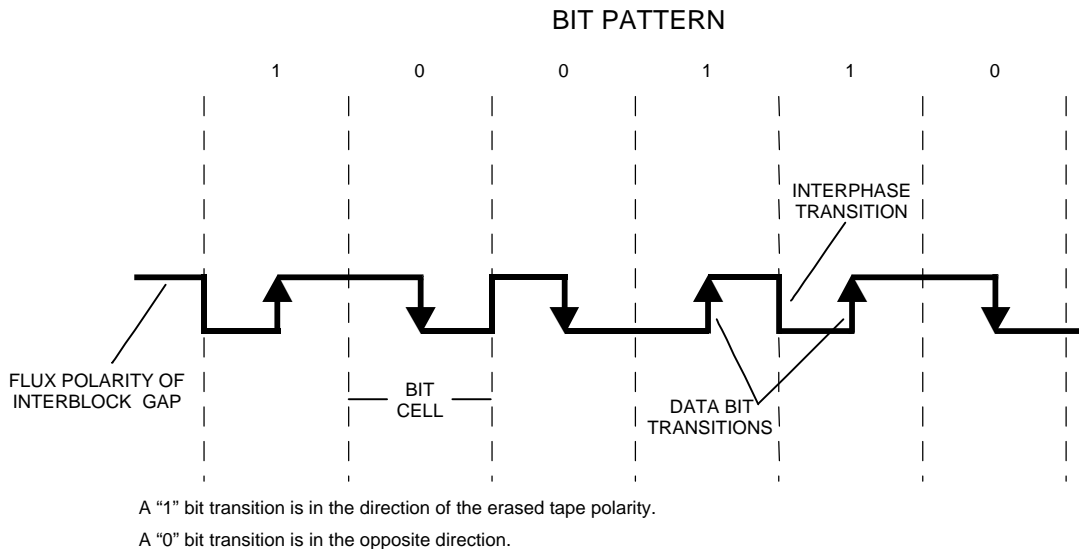 BIT PATTERN
1 0 0 1 1 0
INTERPHASE
TRANSITION
FLUX POLARITY OF
INTERBLOCK GAP
BIT
CELL
DATA BIT
TRANSITIONS
A “1” bit transition is in the direction of the erased tape polarity.
A “0” bit transition is in the opposite direction.